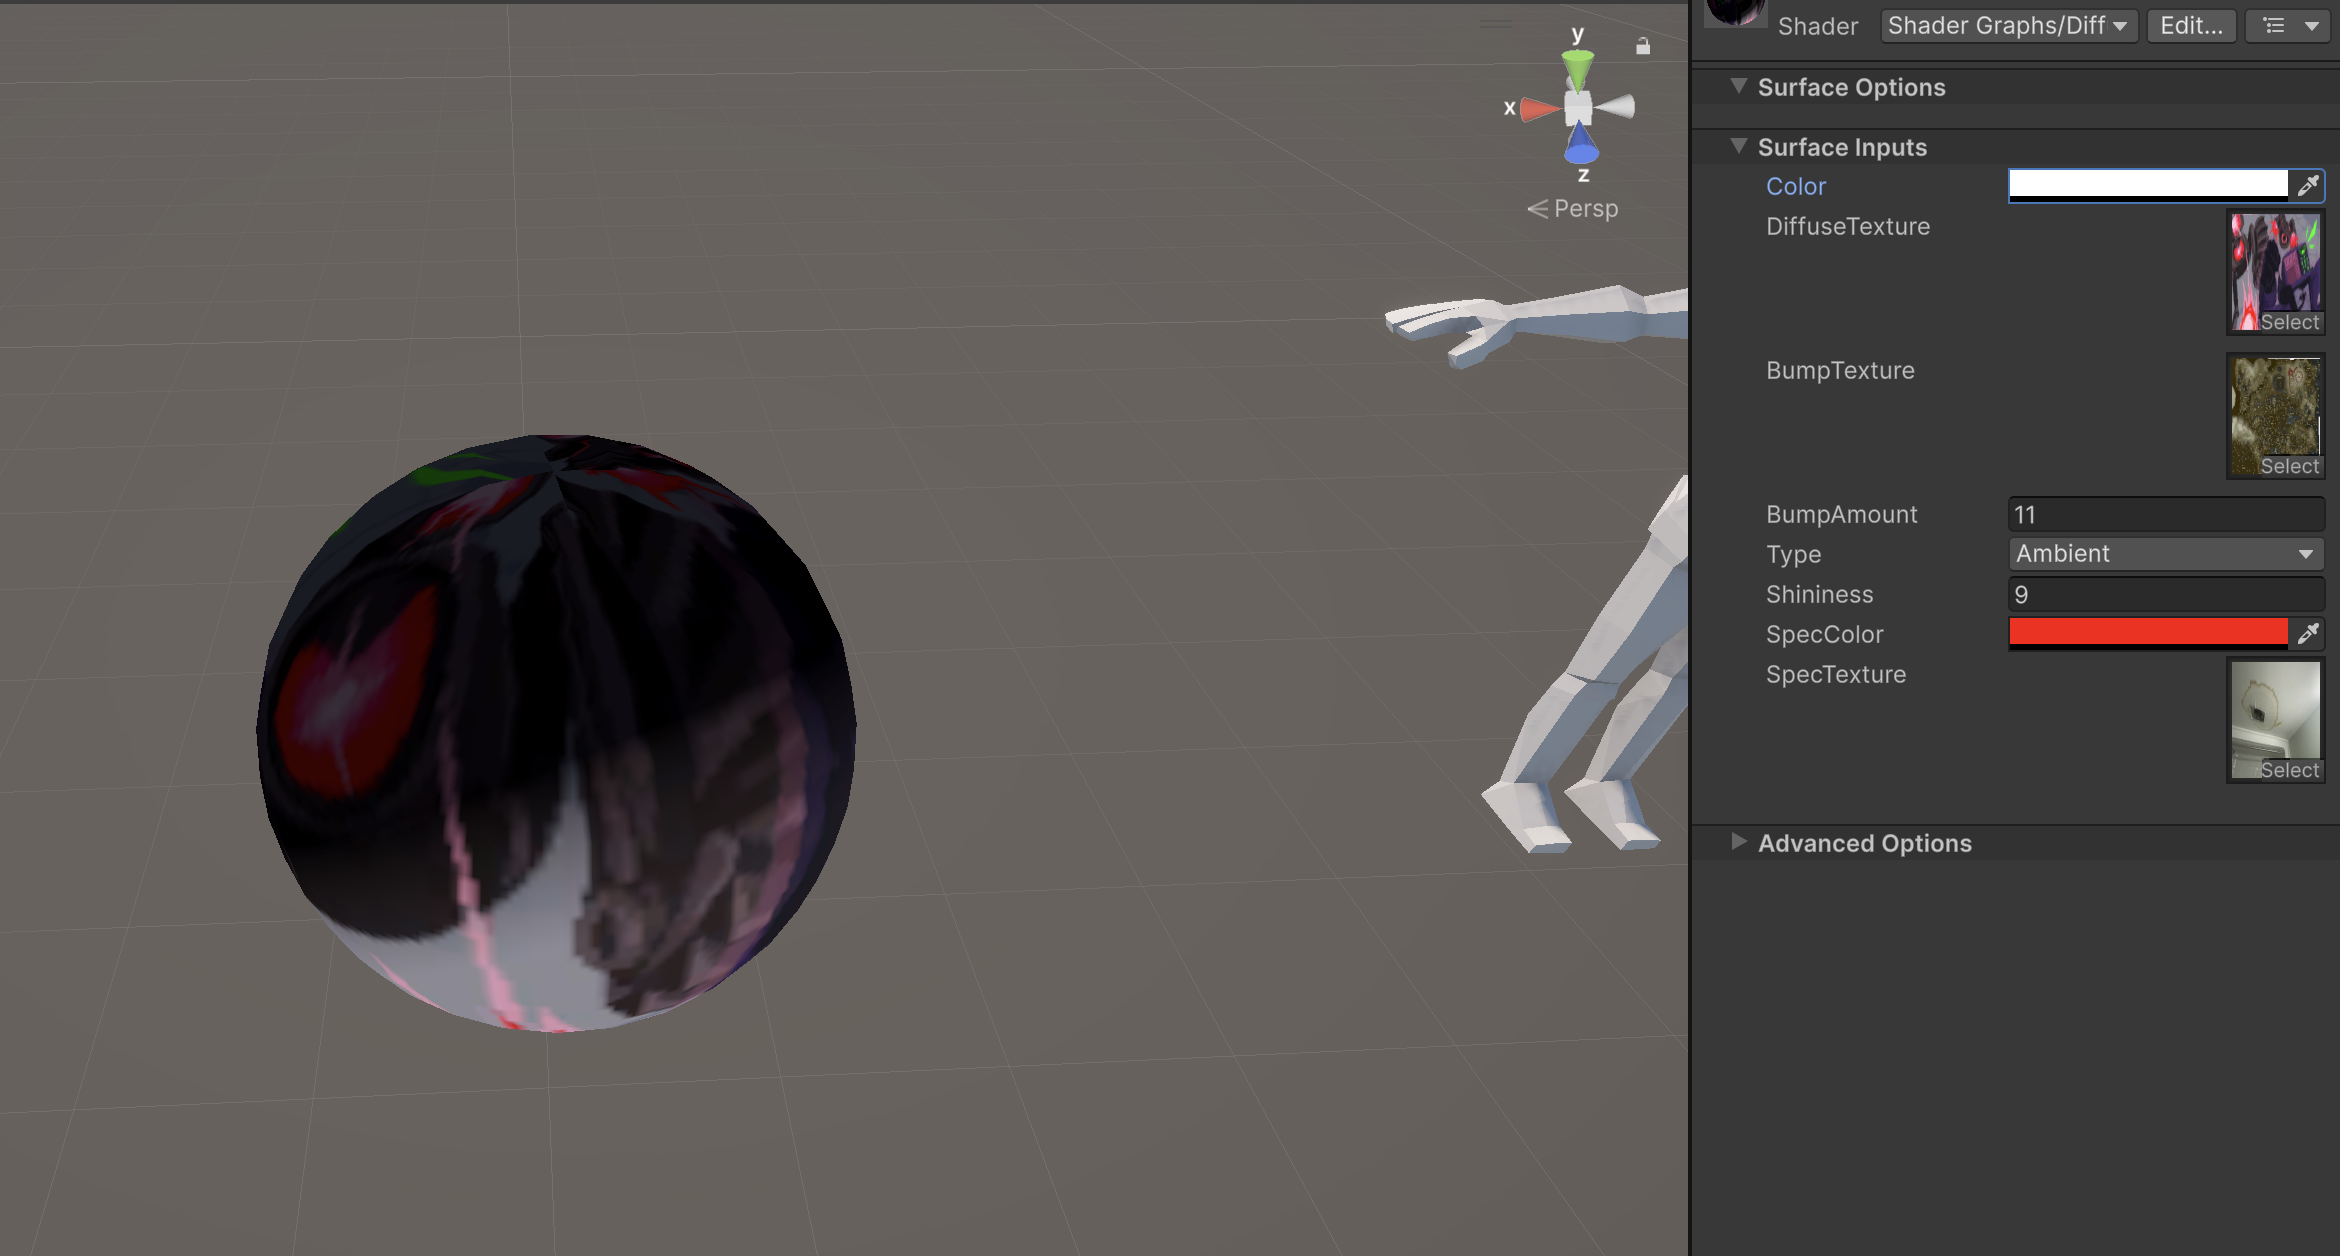 y
x
z
Persp
Shader
Shader Graphs/Diff
Edit...
Surface Options
Surface Inputs
Color
DiffuseTexture
Select
BumpTexture
Select
BumpAmount
11
Type
Ambient
Shininess
9
SpecColor
SpecTexture
Select
Advanced Options